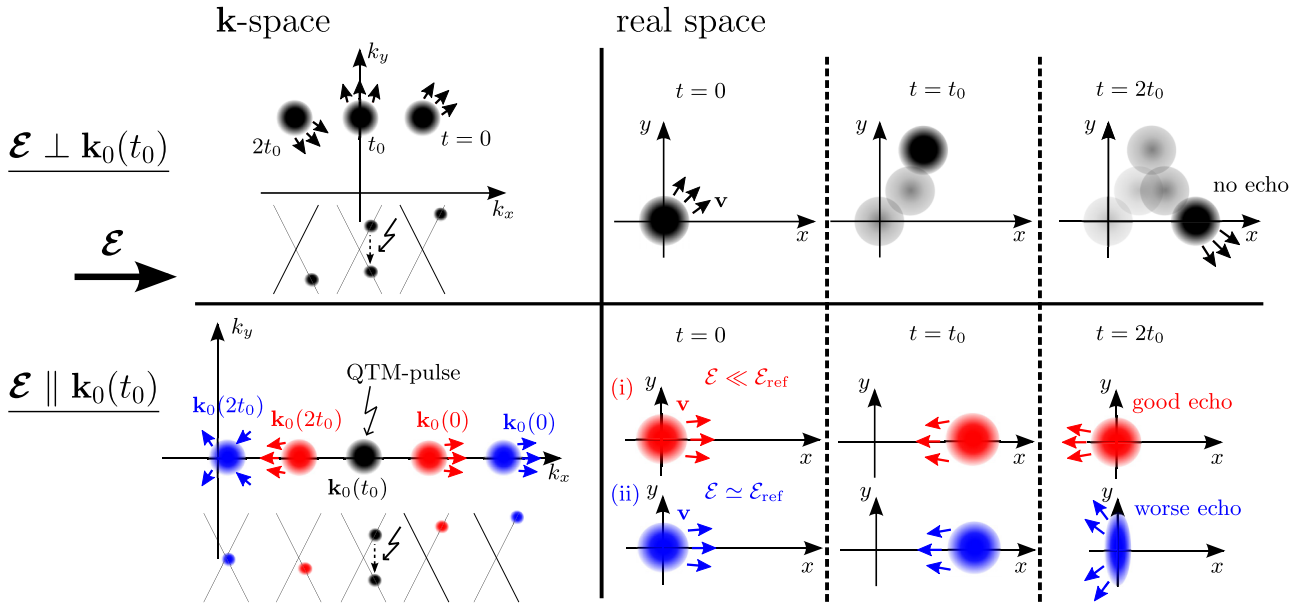 k-space
real space
k_y
2t_0
t_0
t = 0
k_x
ℰ ⊥ k_0(t_0)
ℰ
t = 0
y
v
x
t = t_0
y
x
t = 2t_0
y
no echo
x
ℰ ∥ k_0(t_0)
k_y
QTM-pulse
k_0(2t_0)
k_0(2t_0)
k_0(0)
k_0(0)
k_0(t_0)
k_x
t = 0
t = t_0
t = 2t_0
(i)
y
ℰ ≪ ℰ_ref
v
x
y
x
y
good echo
x
(ii)
y
ℰ ≃ ℰ_ref
v
x
y
x
y
worse echo
x